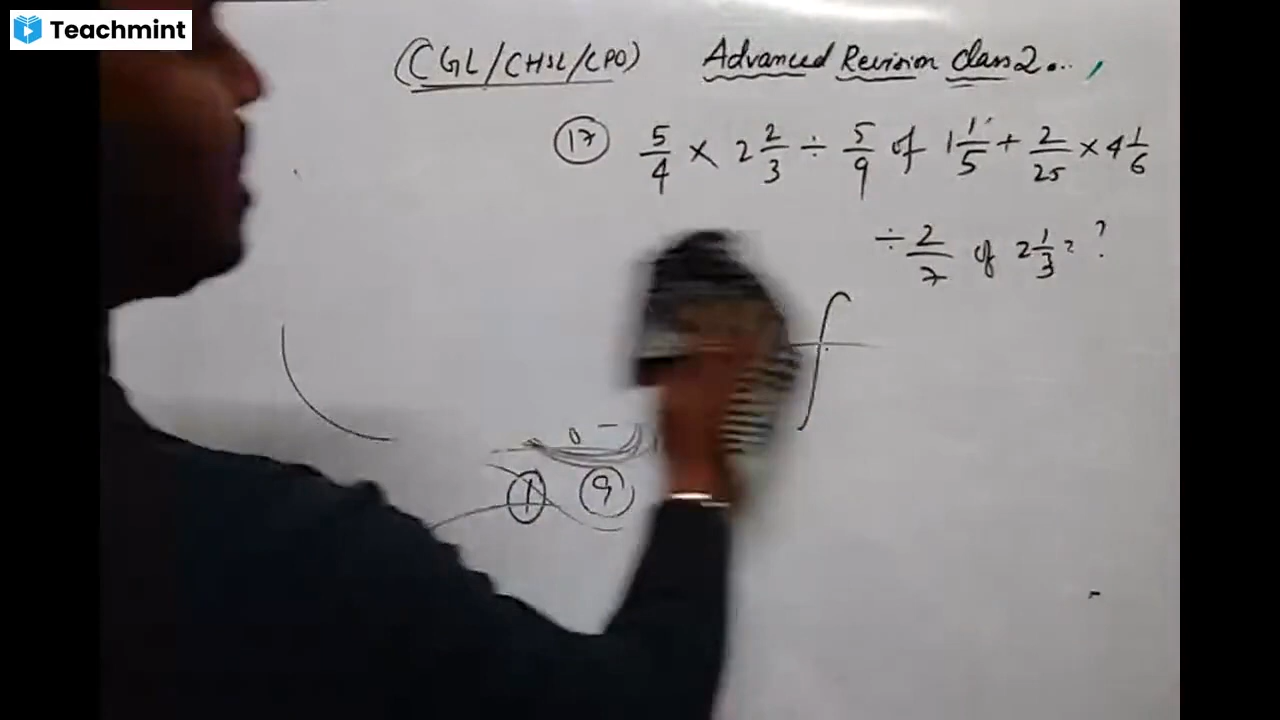 Teachmint
(CGL/CHSL/CPO) Advanced Revision Class 2...,
(17) 5/4 × 2 2/3 ÷ 5/9 of 1 1/5 + 2/25 × 4 1/6
÷ 2/7 of 2 1/3 = ?
1 9